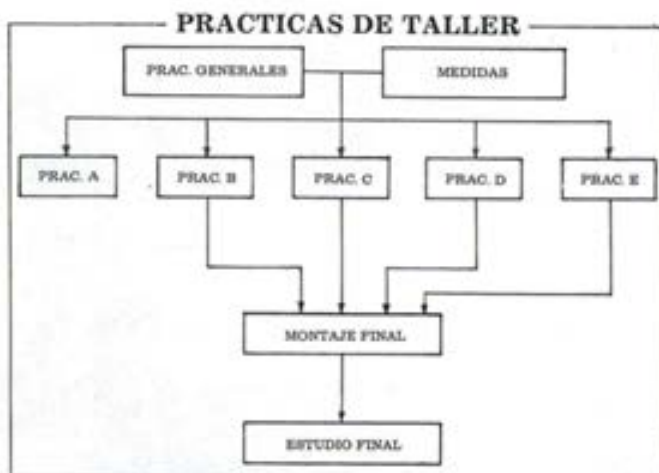 PRACTICAS DE TALLER
PRAC. GENERALES
MEDIDAS
PRAC. A
PRAC. B
PRAC. C
PRAC. D
PRAC. E
MONTAJE FINAL
ESTUDIO FINAL